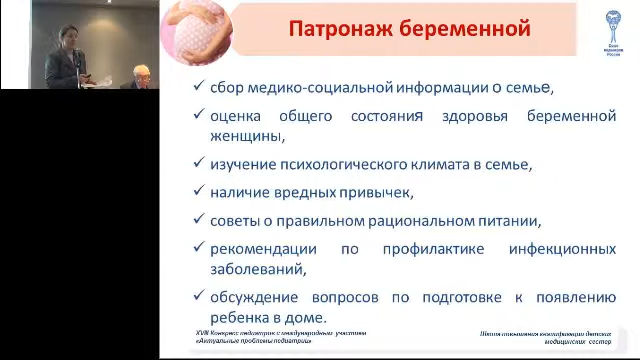 Патронаж беременной
сбор медико-социальной информации о семье,
оценка общего состояния здоровья беременной
женщины,
изучение психологического климата в семье,
наличие вредных привычек,
советы о правильном рациональном питании,
рекомендации по профилактике инфекционных
заболеваний,
обсуждение вопросов по подготовке к появлению
ребенка в доме.
XVIII Конгресс педиатров с международным участием
«Актуальные проблемы педиатрии»
Школа повышения квалификации детских
медицинских сестер